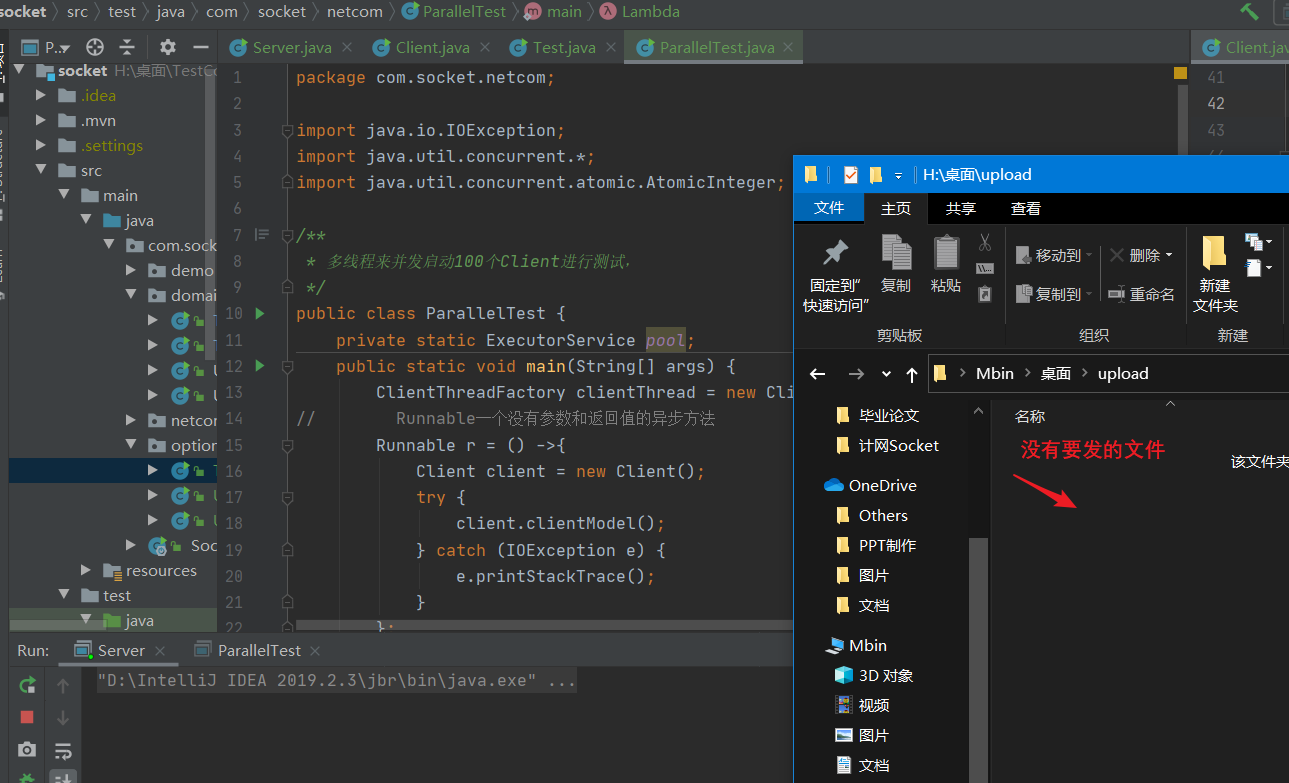 socket src test java com socket netcom ParallelTest main Lambda
P.. Server.java Client.java Test.java ParallelTest.java
socket H:\桌面\TestCo
.idea
.mvn
.settings
src
main
java
com.sock
demo
domai
netcor
option
Soc
resources
test
java
1 package com.socket.netcom;
2
3 import java.io.IOException;
4 import java.util.concurrent.*;
5 import java.util.concurrent.atomic.AtomicInteger;
6
7 /**
8 * 多线程来并发启动100个Client进行测试.
9 */
10 public class ParallelTest {
11 private static ExecutorService pool;
12 public static void main(String[] args) {
13 ClientThreadFactory clientThread = new Cli
14 // Runnable一个没有参数和返回值的异步方法
15 Runnable r = () ->{
16 Client client = new Client();
17 try {
18 client.clientModel();
19 } catch (IOException e) {
20 e.printStackTrace();
21 }
22 };
Client.jav
41
42
43
H:\桌面\upload
文件 主页 共享 查看
固定到"快速访问"
复制
粘贴
剪贴板
移动到
复制到
删除
重命名
组织
新建
文件夹
新建
Mbin 桌面 upload
毕业论文
计网Socket
OneDrive
Others
PPT制作
图片
文档
Mbin
3D 对象
视频
图片
文档
名称
没有要发的文件
该文件夹
Run: Server ParallelTest
"D:\IntelliJ IDEA 2019.2.3\jbr\bin\java.exe" ...